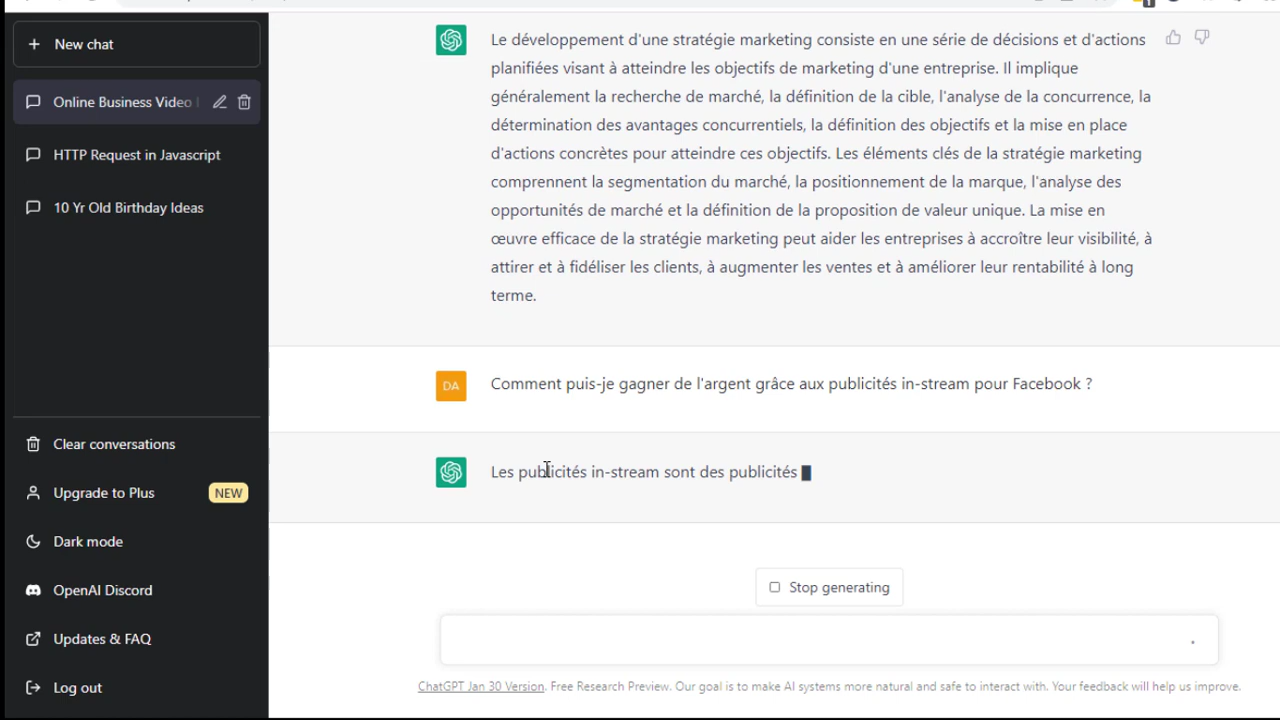 New chat
Online Business Video
HTTP Request in Javascript
10 Yr Old Birthday Ideas
Clear conversations
Upgrade to Plus NEW
Dark mode
OpenAI Discord
Updates & FAQ
Log out
Le développement d'une stratégie marketing consiste en une série de décisions et d'actions
planifiées visant à atteindre les objectifs de marketing d'une entreprise. Il implique
généralement la recherche de marché, la définition de la cible, l'analyse de la concurrence, la
détermination des avantages concurrentiels, la définition des objectifs et la mise en place
d'actions concrètes pour atteindre ces objectifs. Les éléments clés de la stratégie marketing
comprennent la segmentation du marché, la positionnement de la marque, l'analyse des
opportunités de marché et la définition de la proposition de valeur unique. La mise en
œuvre efficace de la stratégie marketing peut aider les entreprises à accroître leur visibilité, à
attirer et à fidéliser les clients, à augmenter les ventes et à améliorer leur rentabilité à long
terme.
DA
Comment puis-je gagner de l'argent grâce aux publicités in-stream pour Facebook ?
Les publicités in-stream sont des publicités
Stop generating
ChatGPT Jan 30 Version. Free Research Preview. Our goal is to make AI systems more natural and safe to interact with. Your feedback will help us improve.